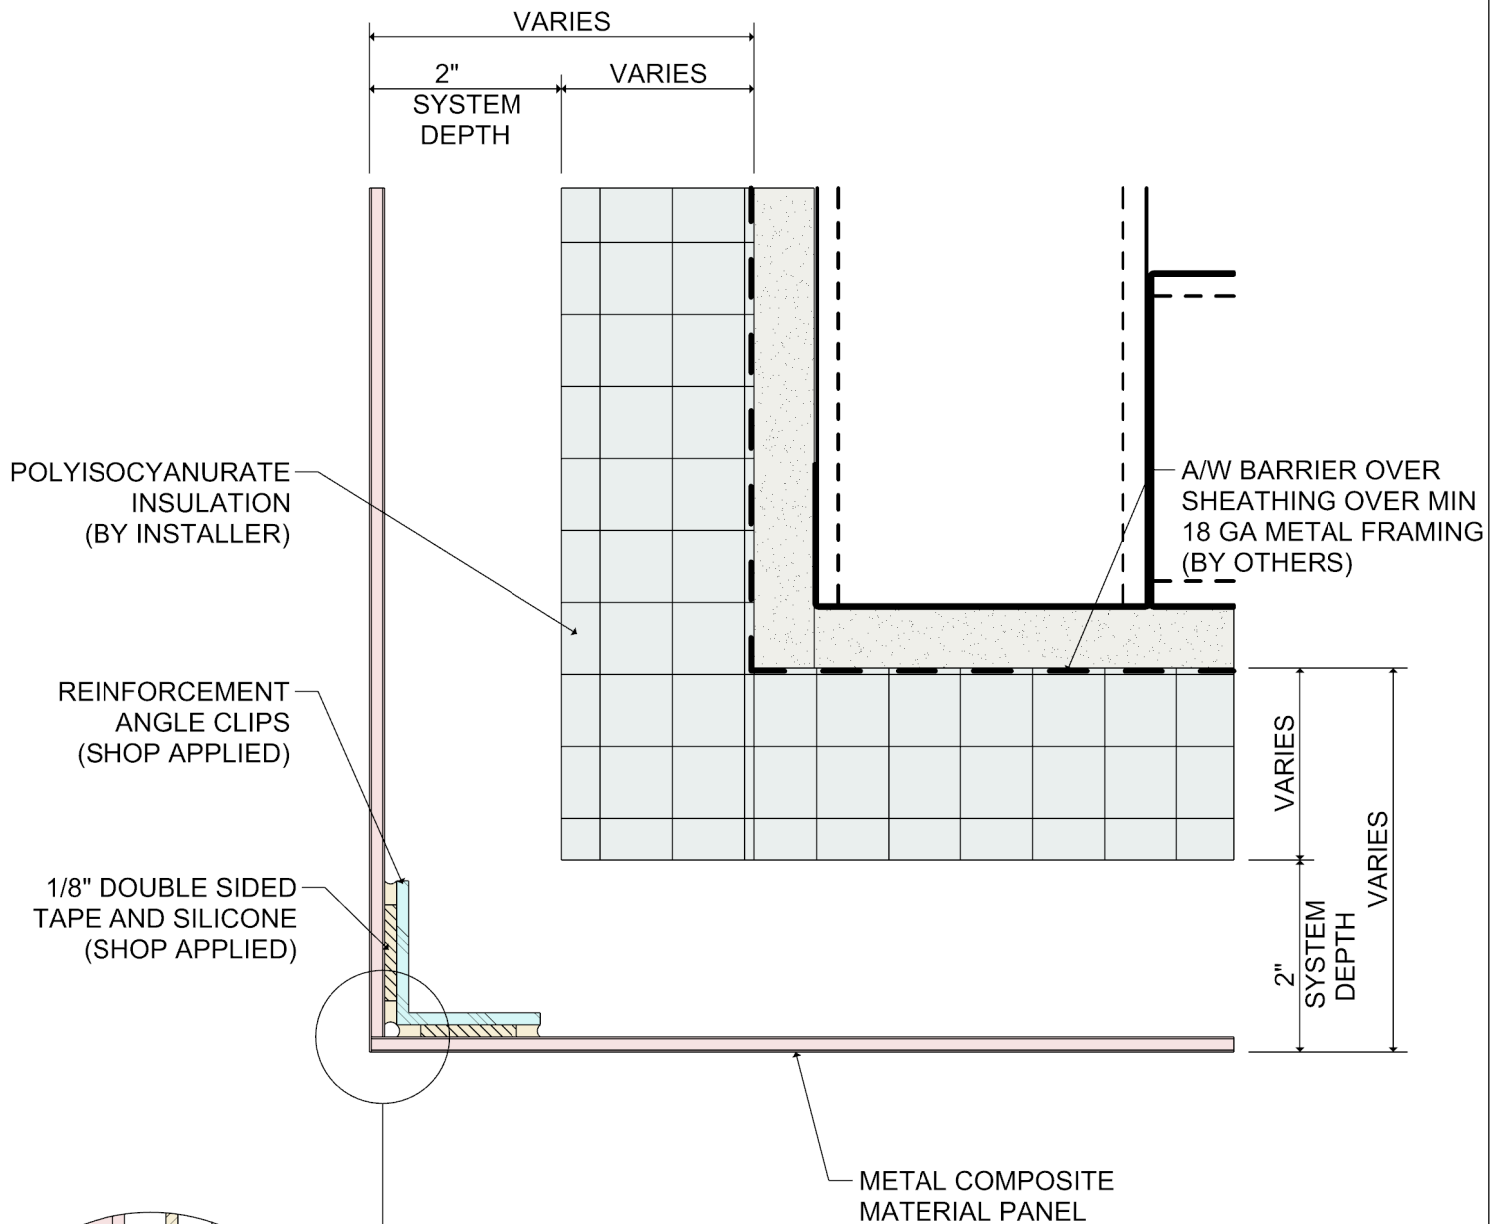 VARIES
2"
SYSTEM
DEPTH
VARIES
POLYISOCYANURATE
INSULATION
(BY INSTALLER)
A/W BARRIER OVER
SHEATHING OVER MIN
18 GA METAL FRAMING
(BY OTHERS)
REINFORCEMENT
ANGLE CLIPS
(SHOP APPLIED)
1/8" DOUBLE SIDED
TAPE AND SILICONE
(SHOP APPLIED)
VARIES
VARIES
2"
SYSTEM
DEPTH
METAL COMPOSITE
MATERIAL PANEL